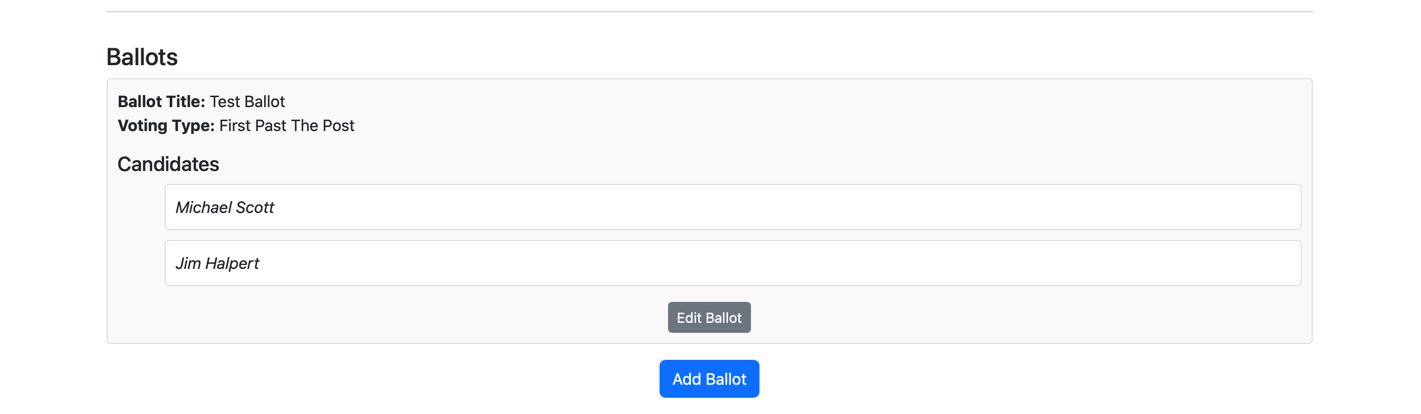 Ballots
Ballot Title: Test Ballot
Voting Type: First Past The Post
Candidates
Michael Scott
Jim Halpert
Edit Ballot
Add Ballot